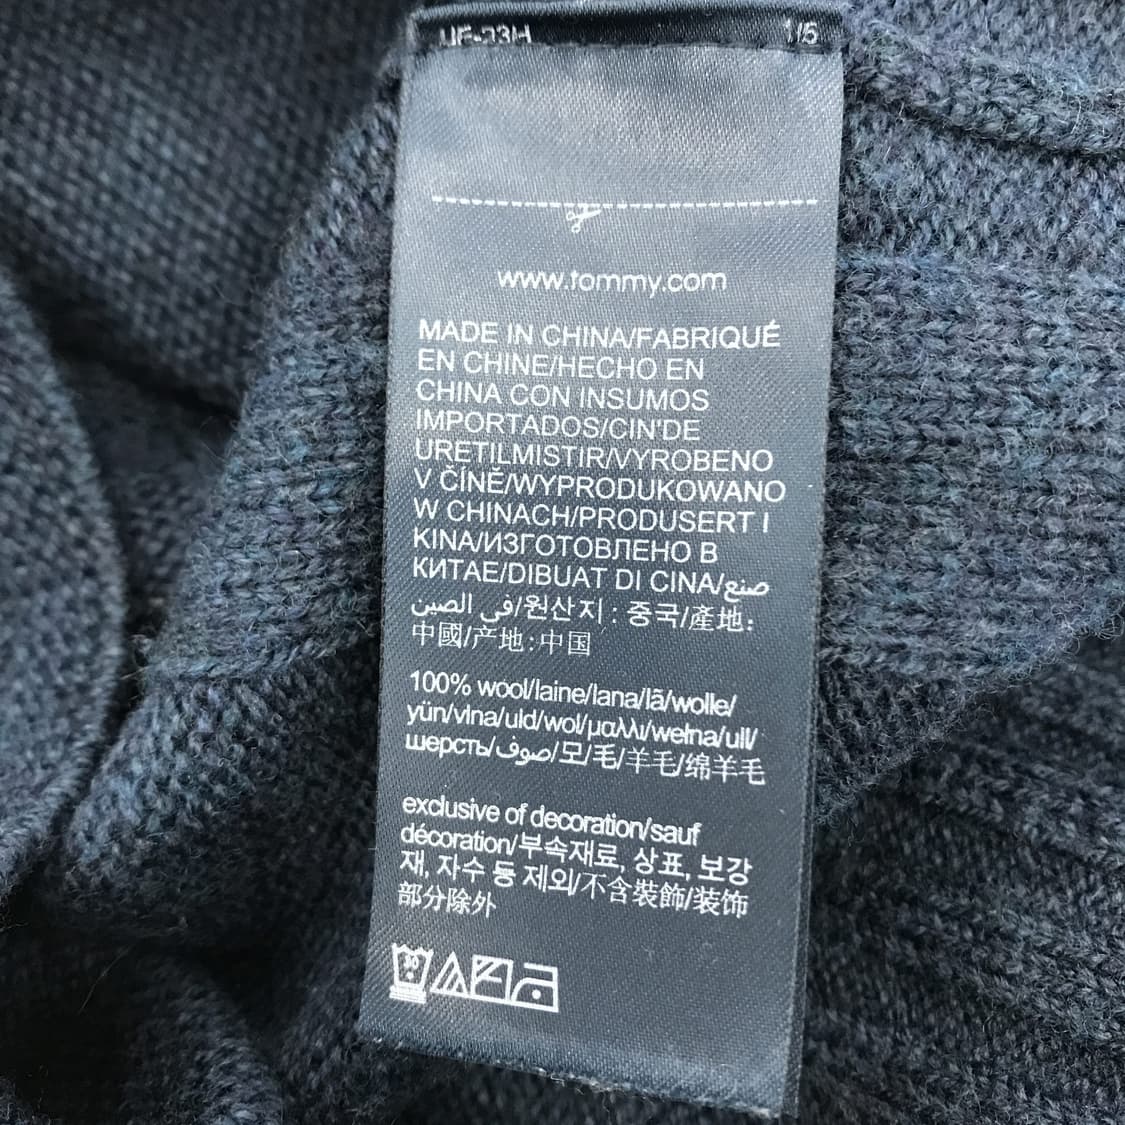 1/5
www.tommy.com
MADE IN CHINA/FABRIQUÉ
EN CHINE/HECHO EN
CHINA CON INSUMOS
IMPORTADOS/CIN'DE
URETILMISTIR/VYROBENO
V ČÍNĚ/WYPRODUKOWANO
W CHINACH/PRODUSERT I
KINA/ИЗГОТОВЛЕНО В
КИТАЕ/DIBUAT DI CINA/صنع
في الصين/원산지 : 중국/產地:
中國/产地:中国
100% wool/laine/lana/lã/wolle/
yün/vlna/uld/wol/μαλλι/wełna/ull/
шерсть/صوف/모/毛/羊毛/绵羊毛
exclusive of decoration/sauf
décoration/부속재료, 상표, 보강
재, 자수 등 제외/不含裝飾/装饰
部分除外
30